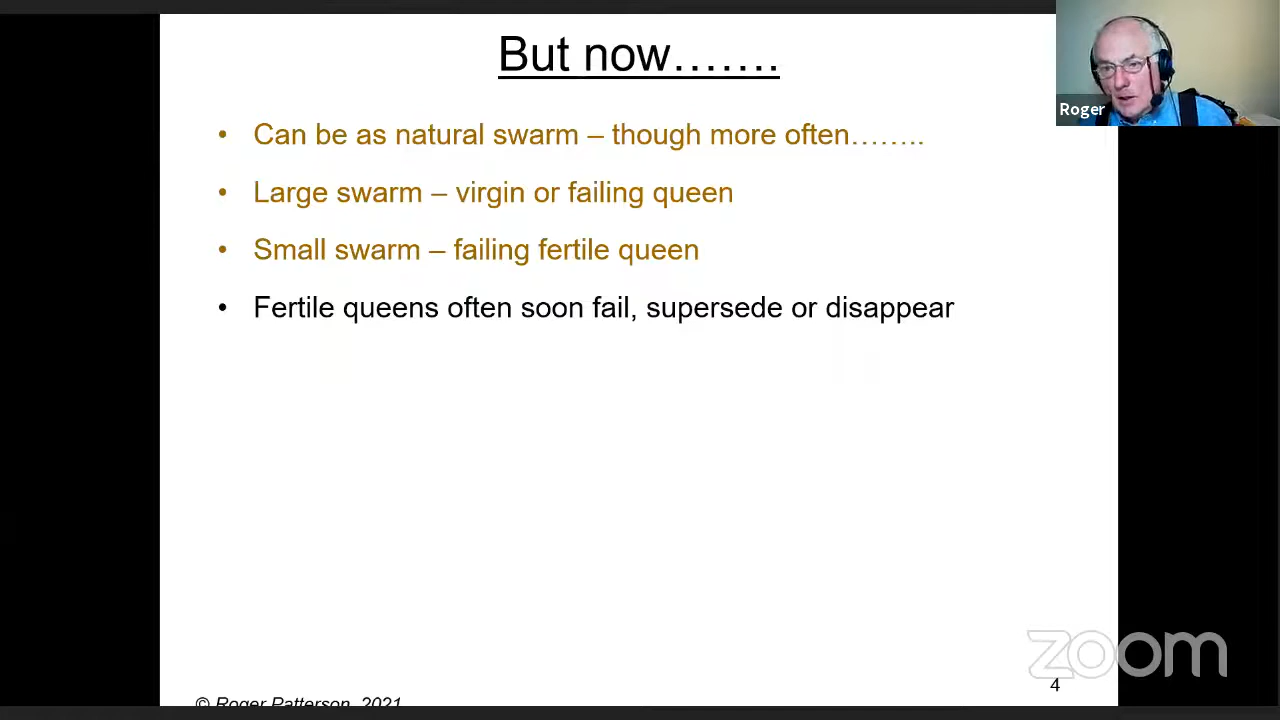 But now…….
Roger
• Can be as natural swarm – though more often……..
• Large swarm – virgin or failing queen
• Small swarm – failing fertile queen
• Fertile queens often soon fail, supersede or disappear
zoom
4
© Roger Patterson, 2021